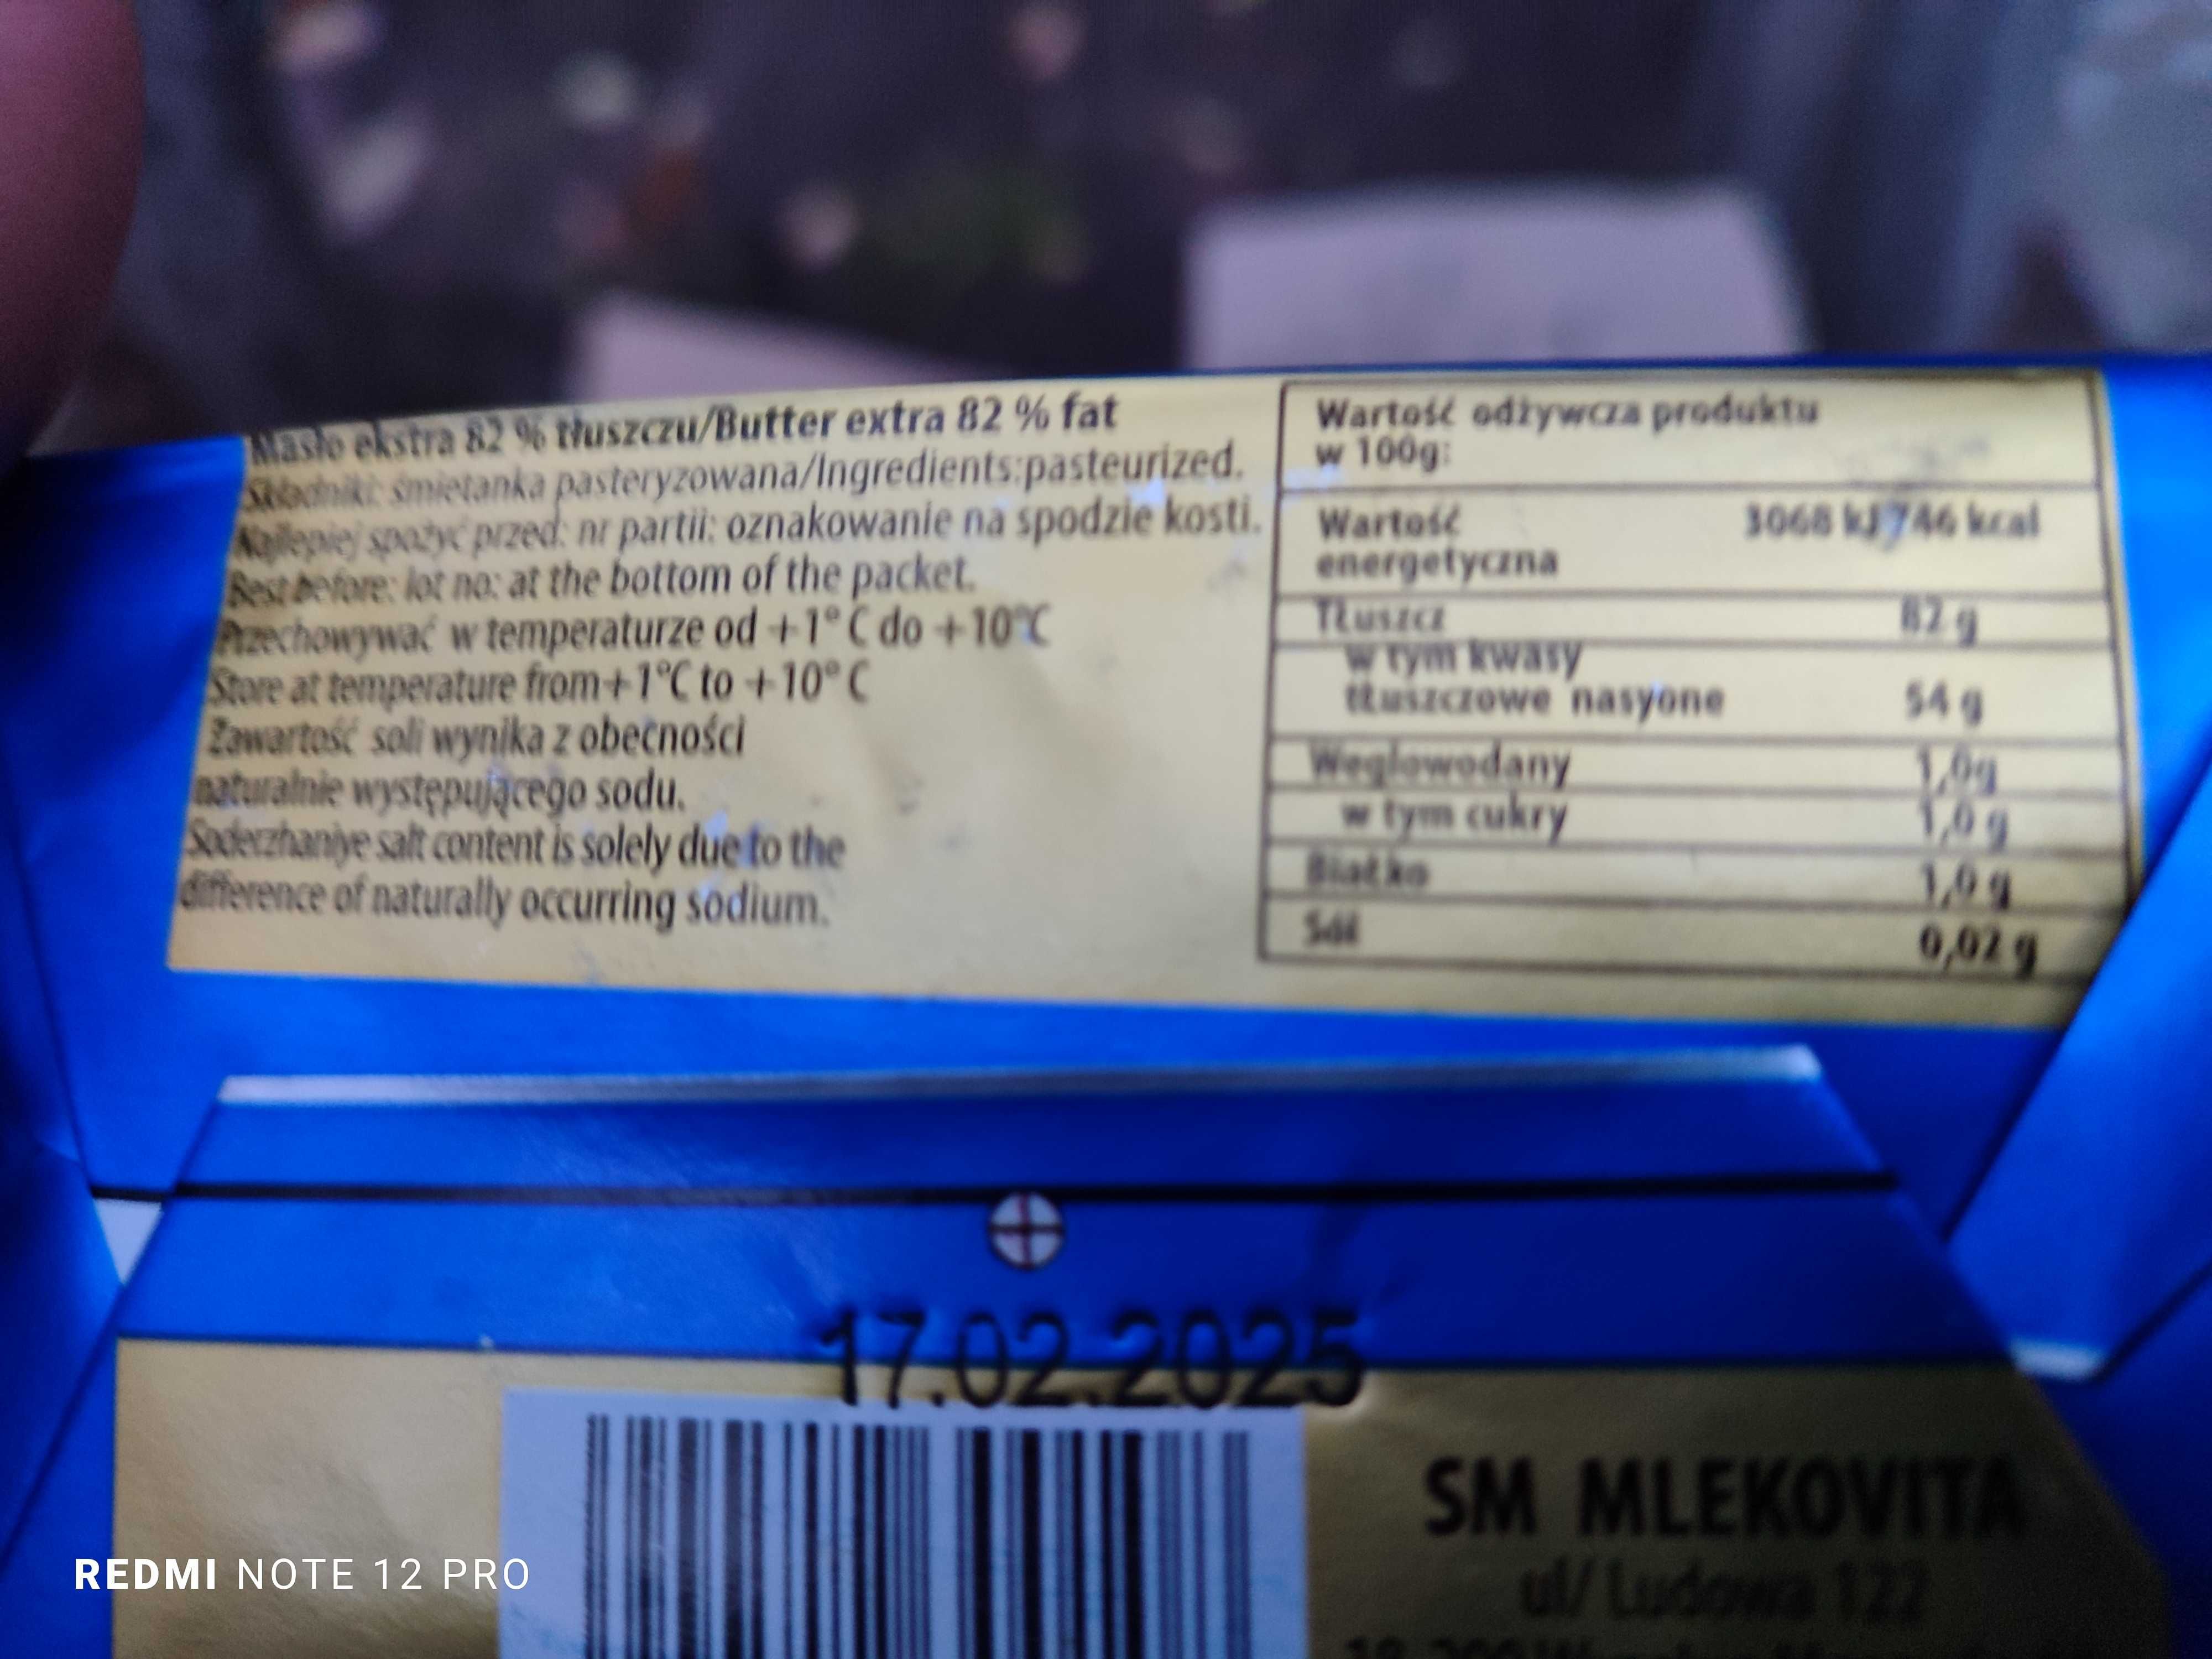 Masło ekstra 82 % tłuszczu/Butter extra 82 % fat
Składniki: śmietanka pasteryzowana/Ingredients:pasteurized.
Najlepiej spożyć przed: nr partii: oznakowanie na spodzie kosti.
Best before: lot no: at the bottom of the packet.
Przechowywać w temperaturze od +1° C do +10°C
Store at temperature from+1°C to +10° C
Zawartość soli wynika z obecności
naturalnie występującego sodu.
Soderzhaniye salt content is solely due to the
difference of naturally occurring sodium.
Wartość odżywcza produktu
w 100g:
Wartość 3068 kJ 746 kcal
energetyczna
Tłuszcz 82 g
w tym kwasy
tłuszczowe nasyone 54 g
Weglowodany 1,0g
w tym cukry 1,0 g
Białko 1,0 g
Sól 0,02 g
17.02.2025
SM MLEKOVITA
ul/ Ludowa 122
REDMI NOTE 12 PRO